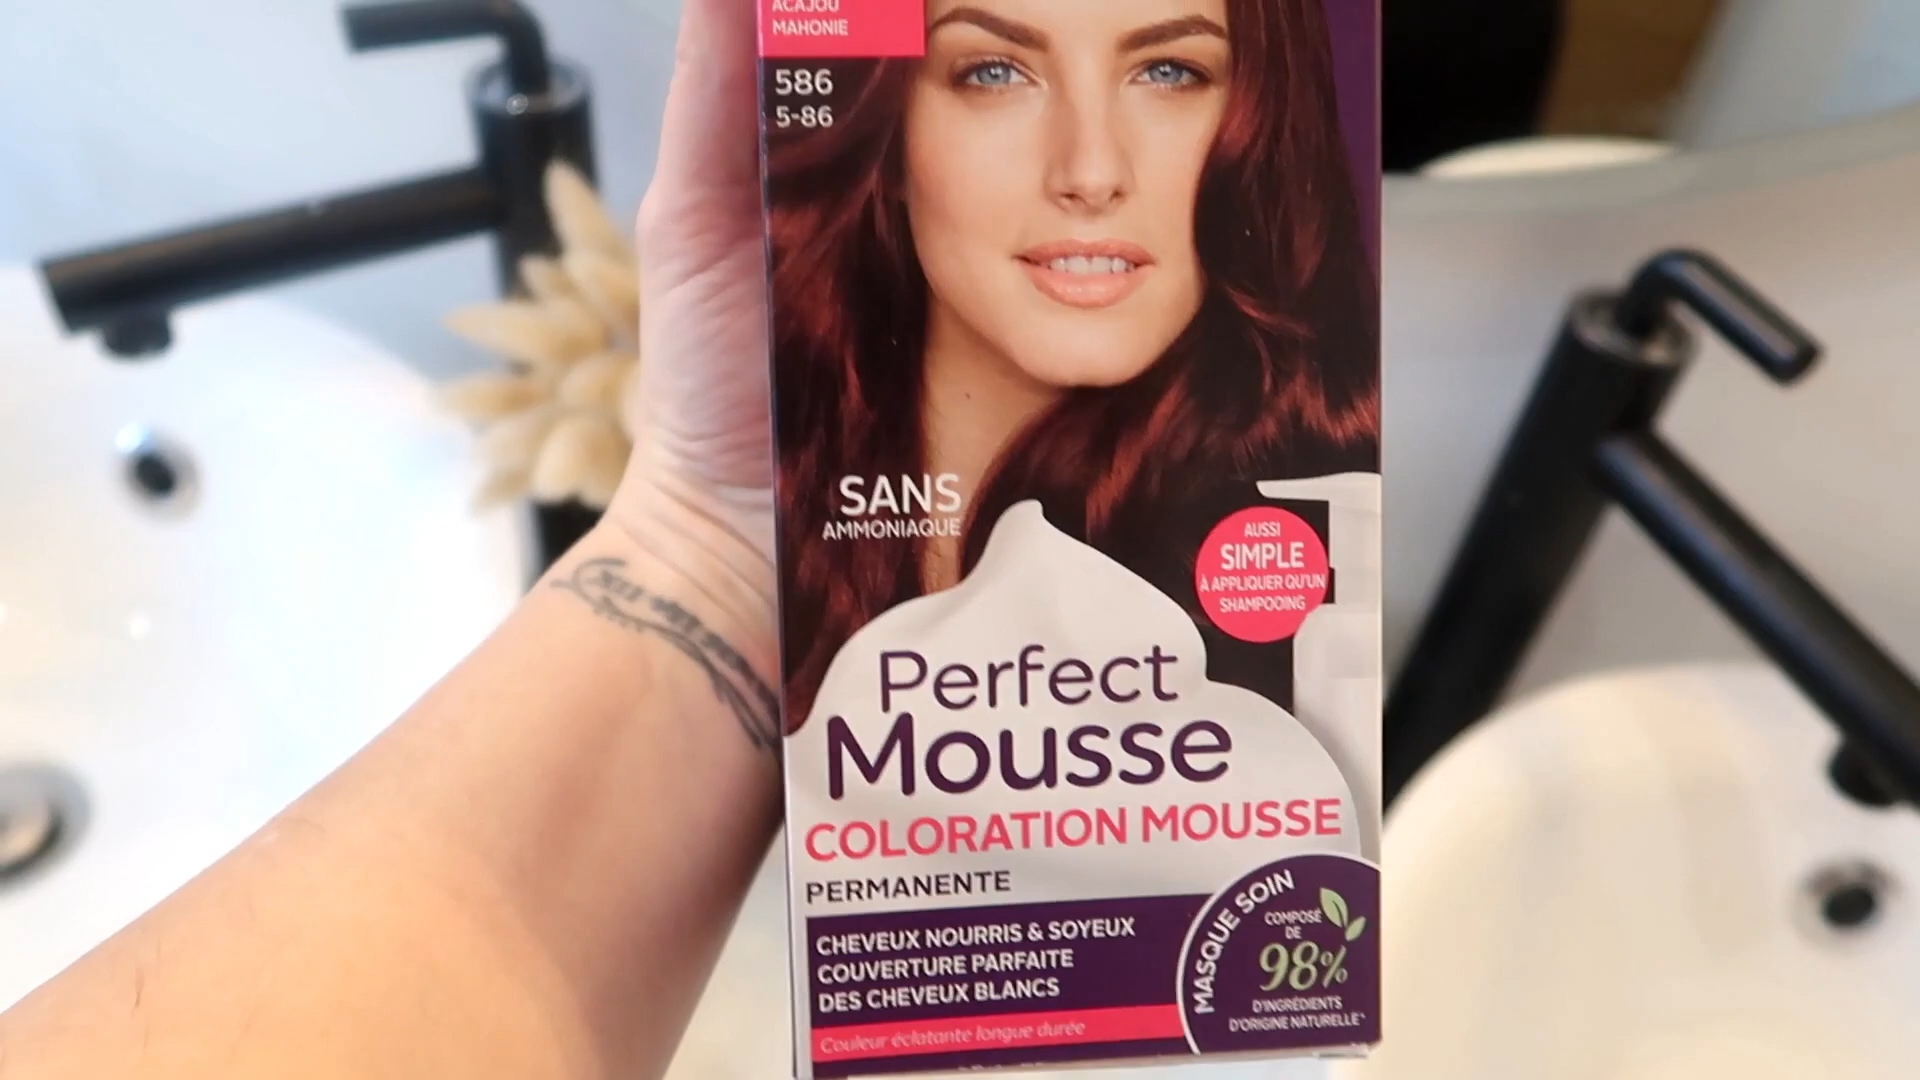 ACAJOU
MAHONIE
586
5-86
SANS
AMMONIAQUE
AUSSI
SIMPLE
À APPLIQUER QU'UN
SHAMPOOING
Perfect
Mousse
COLORATION MOUSSE
PERMANENTE
CHEVEUX NOURRIS & SOYEUX
COUVERTURE PARFAITE
DES CHEVEUX BLANCS
Couleur éclatante longue durée
MASQUE SOIN
COMPOSÉ
DE
98%
D'INGRÉDIENTS
D'ORIGINE NATURELLE*